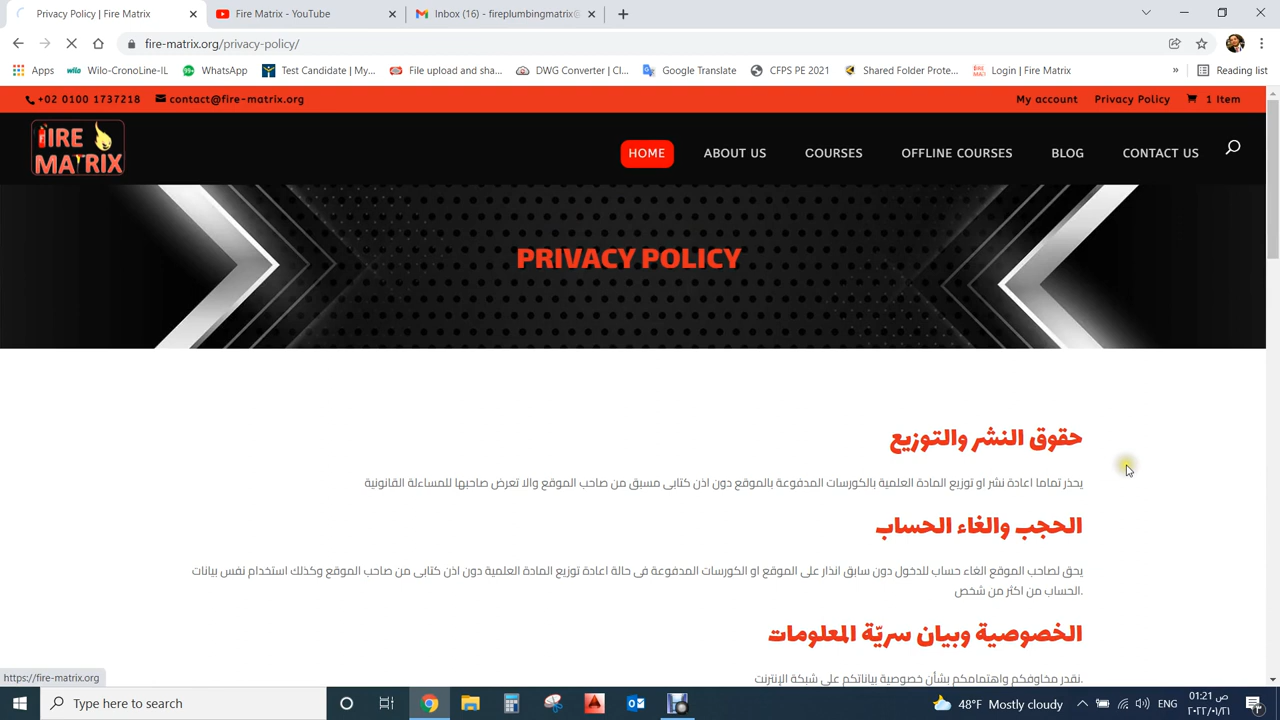 Privacy Policy | Fire Matrix
Fire Matrix - YouTube
Inbox (16) - fireplumbingmatrix@
fire-matrix.org/privacy-policy/
Apps
Wilo-CronoLine-IL
WhatsApp
Test Candidate | My...
File upload and sha...
DWG Converter | Cl...
Google Translate
CFPS PE 2021
Shared Folder Prote...
Login | Fire Matrix
»
Reading list
+02 0100 1737218
contact@fire-matrix.org
My account
Privacy Policy
1 Item
FIRE MATRIX
HOME
ABOUT US
COURSES
OFFLINE COURSES
BLOG
CONTACT US
PRIVACY POLICY
حقوق النشر والتوزيع
يحذر تماما اعادة نشر او توزيع المادة العلمية بالكورسات المدفوعة بالموقع دون اذن كتابى مسبق من صاحب الموقع والا تعرض صاحبها للمساءلة القانونية
الحجب والغاء الحساب
يحق لصاحب الموقع الغاء حساب للدخول دون سابق انذار على الموقع او الكورسات المدفوعة فى حالة اعادة توزيع المادة العلمية دون اذن كتابى من صاحب الموقع وكذلك استخدام نفس بيانات
.الحساب من اكثر من شخص
الخصوصية وبيان سريّة المعلومات
.نقدر مخاوفكم واهتمامكم بشأن خصوصية بياناتكم على شبكة الإنترنت
https://fire-matrix.org
Type here to search
48°F Mostly cloudy
ENG
01:21 ص